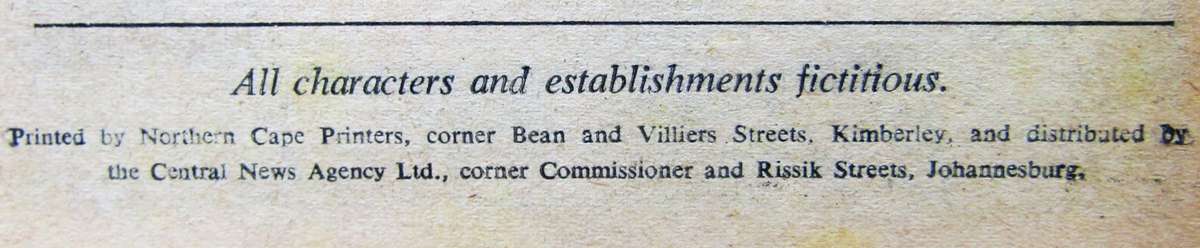 All characters and establishments fictitious.
Printed by Northern Cape Printers, corner Bean and Villiers Streets, Kimberley, and distributed by
the Central News Agency Ltd., corner Commissioner and Rissik Streets, Johannesburg.